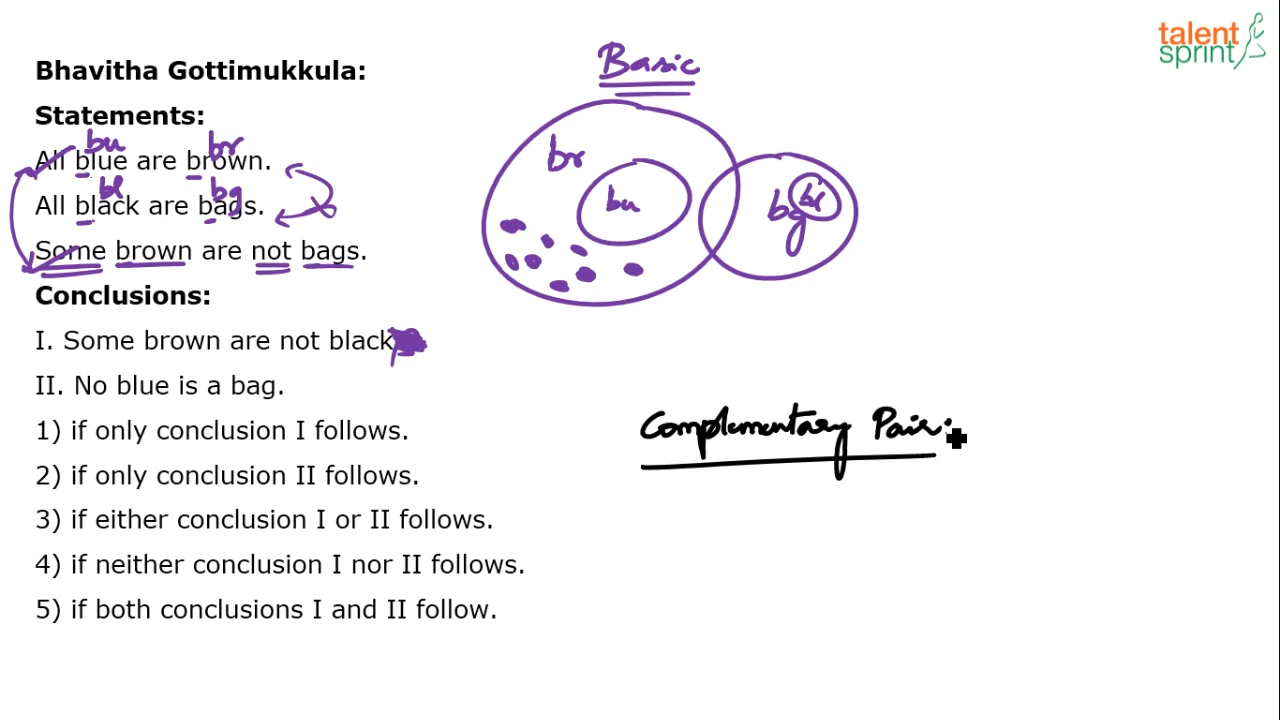 talent
sprint
Basic
Bhavitha Gottimukkula:
Statements:
bu br
All blue are brown.
bl bg
All black are bags.
Some brown are not bags.
br
bu
bg
bl
Conclusions:
I. Some brown are not black
II. No blue is a bag.
1) if only conclusion I follows.
Complementary Pair:
2) if only conclusion II follows.
3) if either conclusion I or II follows.
4) if neither conclusion I nor II follows.
5) if both conclusions I and II follow.